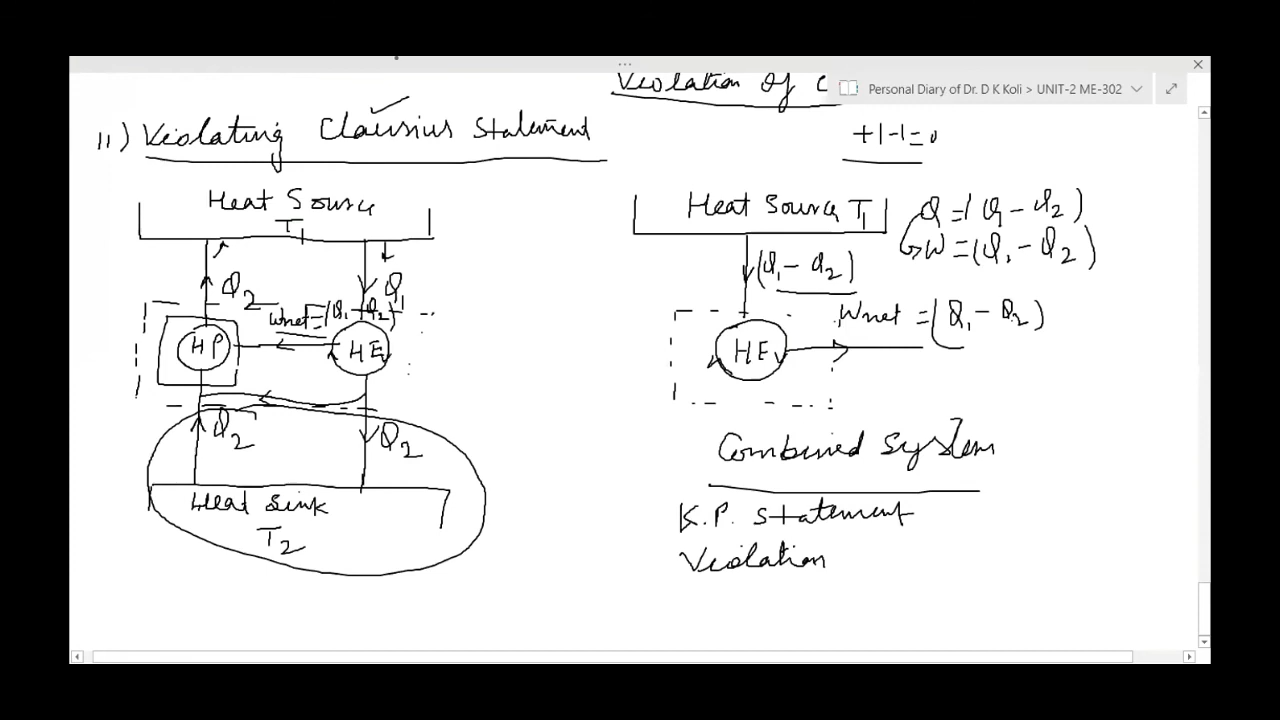 Violation of C
Personal Diary of Dr. D K Koli > UNIT-2 ME-302
11) Violating Clausius Statement
+1-1=0
Heat Source
T1
Q2
Q1
Wnet=(Q1-Q2)
HP
HE
Q2
Q2
Heat Sink
T2
Heat Source T1
Q=(Q1-Q2)
W=(Q1-Q2)
(Q1-Q2)
Wnet=(Q1-Q2)
HE
Combined System
K.P. Statement
Violation